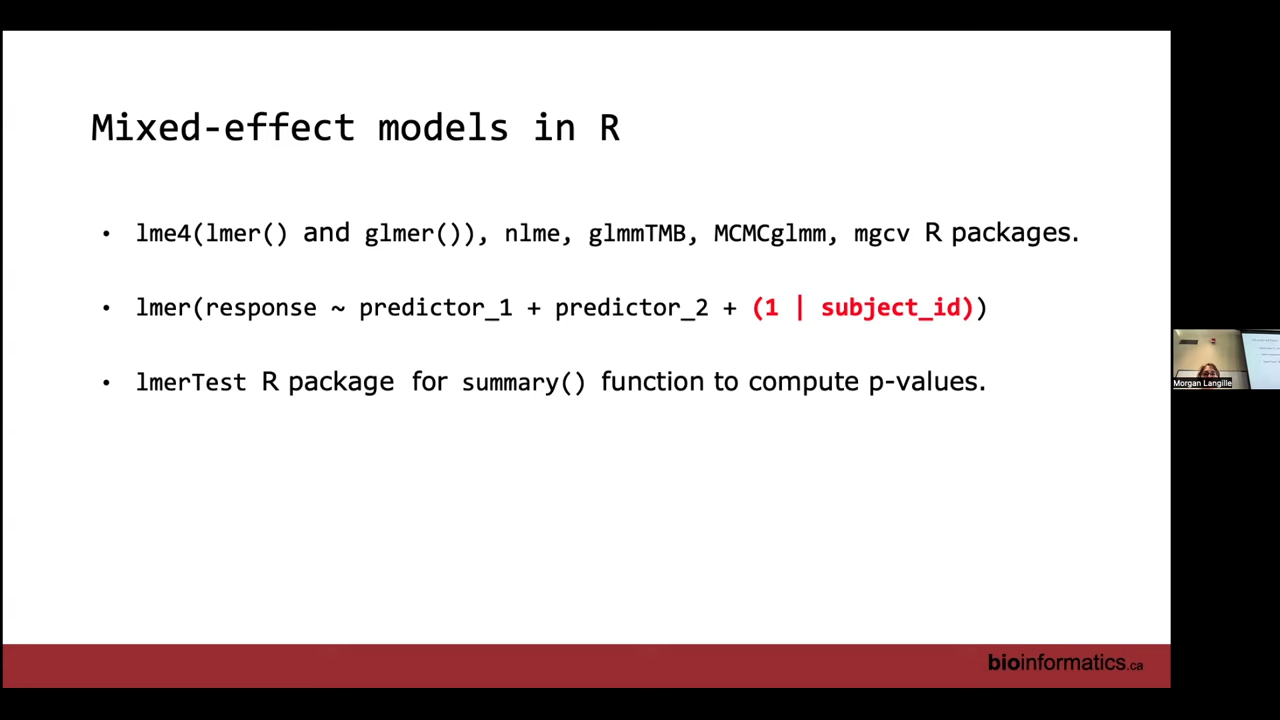 Mixed-effect models in R
• lme4(lmer() and glmer()), nlme, glmmTMB, MCMCglmm, mgcv R packages.
• lmer(response ~ predictor_1 + predictor_2 + (1 | subject_id))
• lmerTest R package for summary() function to compute p-values.
Morgan Langille
bioinformatics.ca